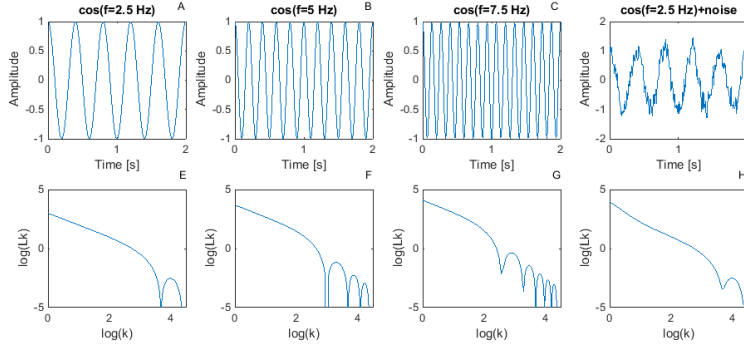 cos(f=2.5 Hz)
A
cos(f=5 Hz)
B
cos(f=7.5 Hz)
C
cos(f=2.5 Hz)+noise
Amplitude
1
0.5
0
-0.5
-1
0
1
2
Time [s]
Amplitude
1
0.5
0
-0.5
-1
0
1
2
Time [s]
Amplitude
1
0.5
0
-0.5
-1
0
1
2
Time [s]
Amplitude
2
1
0
-1
-2
0
1
Time [s]
E
log(Lk)
5
0
-5
0
2
4
log(k)
F
log(Lk)
5
0
-5
0
2
4
log(k)
G
log(Lk)
5
0
-5
0
2
4
log(k)
H
log(Lk)
5
0
-5
0
2
4
log(k)